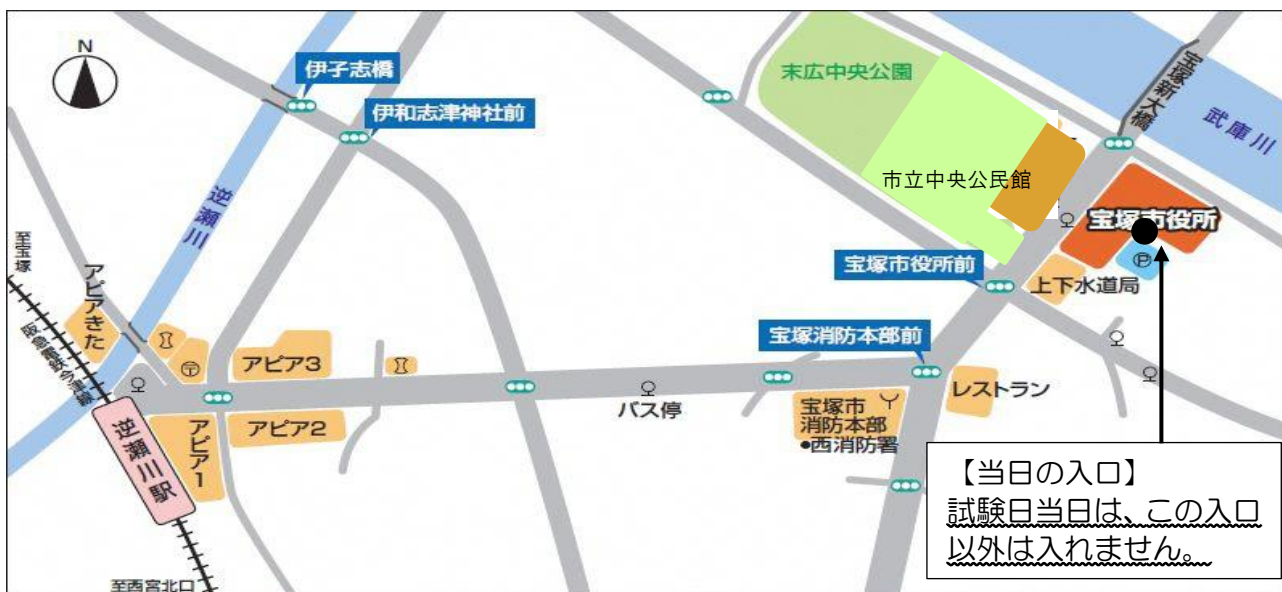 N
伊子志橋
伊和志津神社前
末広中央公園
宝塚新大橋
武庫川
市立中央公民館
逆瀬川
宝塚市役所
至宝塚
アピアきた
宝塚市役所前
P
上下水道局
阪急電鉄今津線
宝塚消防本部前
アピア3
〒
レストラン
バス停
宝塚市
消防本部
●西消防署
アピア2
アピア1
逆瀬川駅
【当日の入口】
試験日当日は、この入口
以外は入れません。
至西宮北口